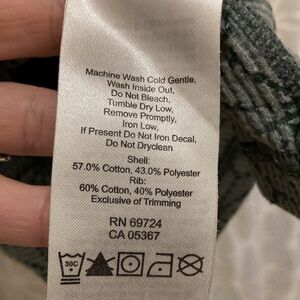 Machine Wash Cold Gentle,
Wash Inside Out,
Do Not Bleach,
Tumble Dry Low,
Remove Promptly,
Iron Low,
If Present Do Not Iron Decal,
Do Not Dryclean
Shell:
57.0% Cotton, 43.0% Polyester
Rib:
60% Cotton, 40% Polyester
Exclusive of Trimming
RN 69724
CA 05367
30C